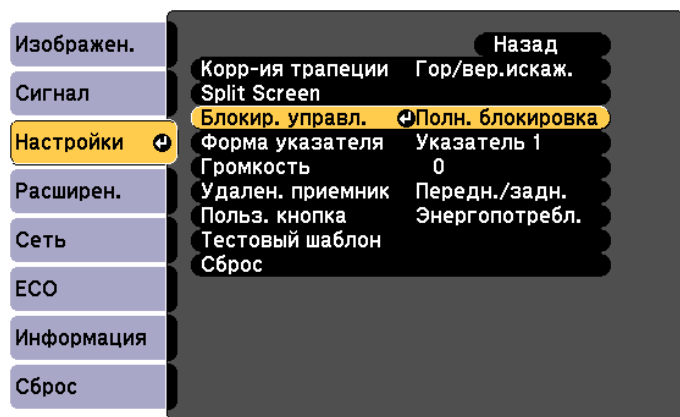 Изображен.
Сигнал
Настройки
Расширен.
Сеть
ECO
Информация
Сброс
Назад
Корр-ия трапеции Гор/вер.искаж.
Split Screen
Блокир. управл. Полн. блокировка
Форма указателя Указатель 1
Громкость 0
Удален. приемник Передн./задн.
Польз. кнопка Энергопотребл.
Тестовый шаблон
Сброс